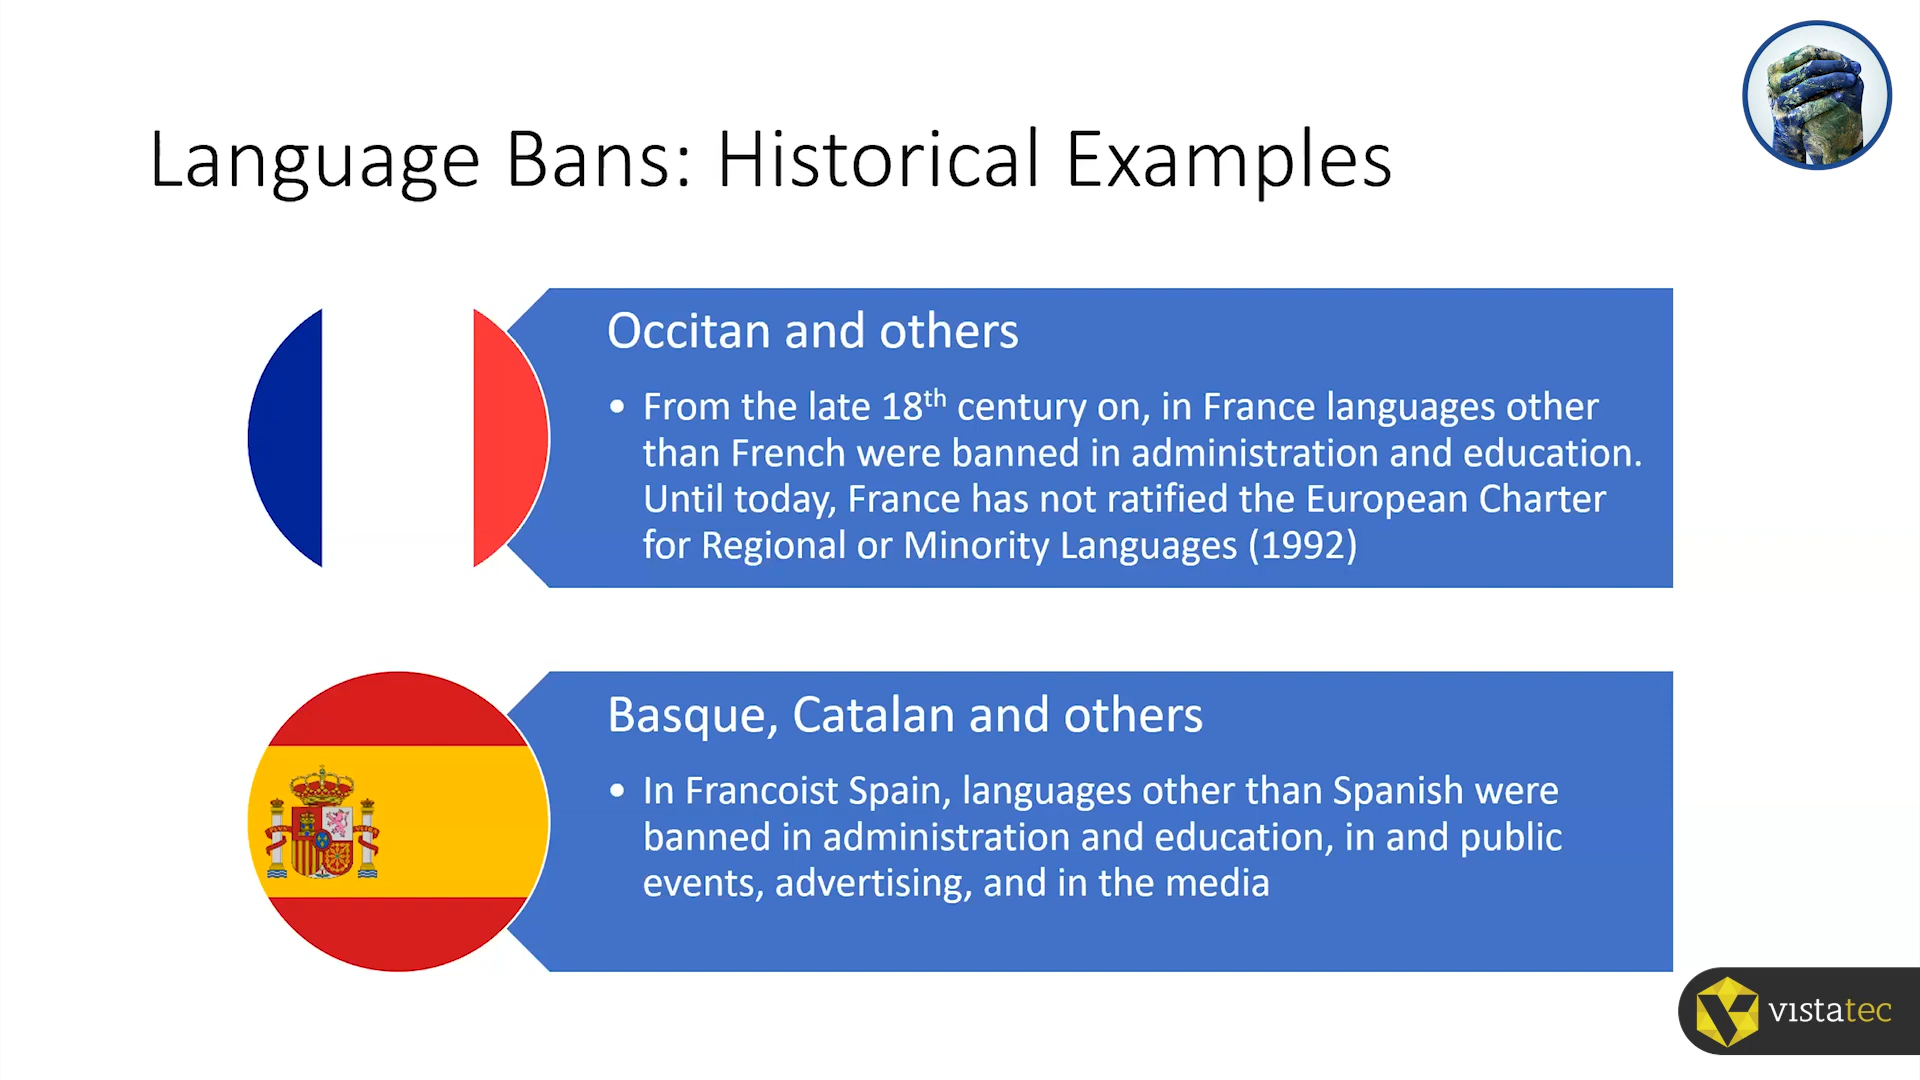 Language Bans: Historical Examples
Occitan and others
• From the late 18th century on, in France languages other
than French were banned in administration and education.
Until today, France has not ratified the European Charter
for Regional or Minority Languages (1992)
Basque, Catalan and others
• In Francoist Spain, languages other than Spanish were
banned in administration and education, in and public
events, advertising, and in the media
vistatec